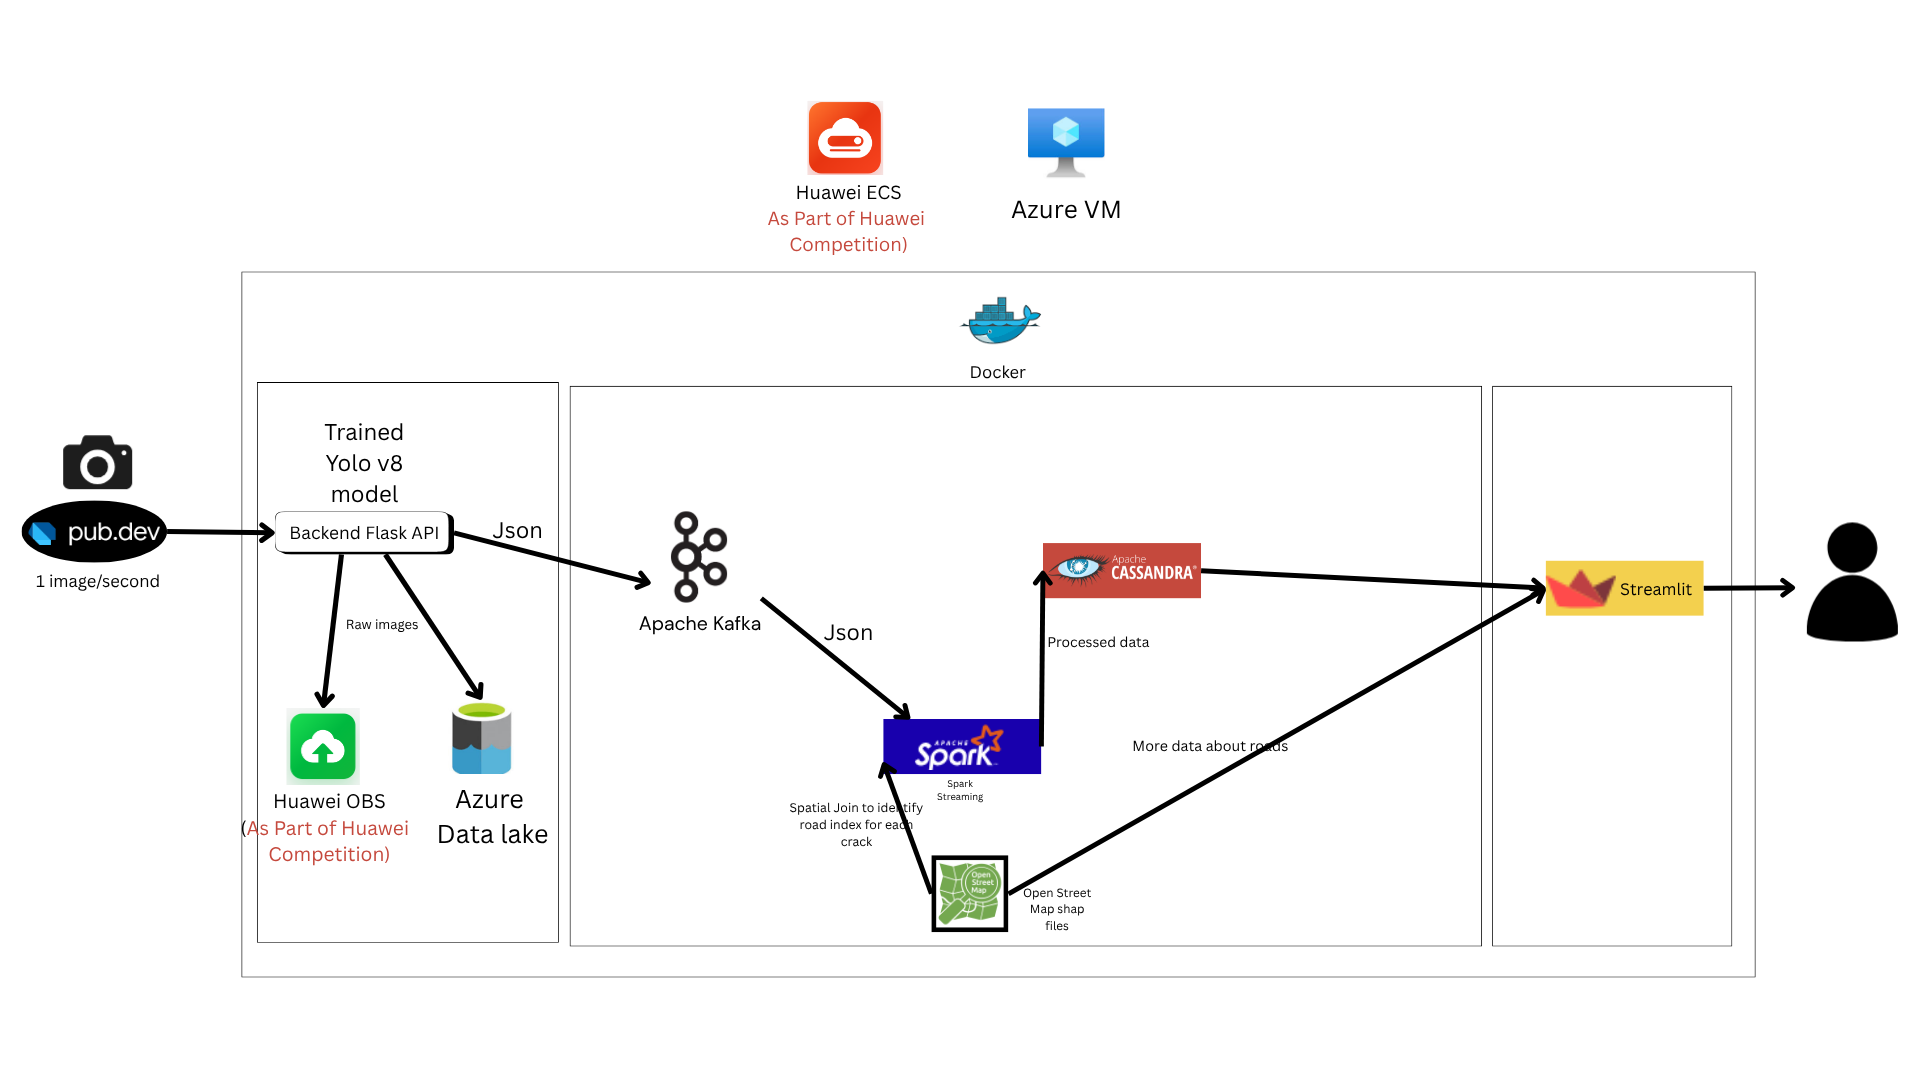 Huawei ECS
As Part of Huawei
Competition)
Azure VM
Docker
Trained
Yolo v8
model
Backend Flask API
pub.dev
1 image/second
Json
Raw images
Huawei OBS
(As Part of Huawei
Competition)
Azure
Data lake
Apache Kafka
Json
Apache
CASSANDRA
Processed data
APACHE
Spark
Spark
Streaming
Spatial Join to identify
road index for each
crack
Open
Street
Map
Open Street
Map shap
files
More data about roads
Streamlit